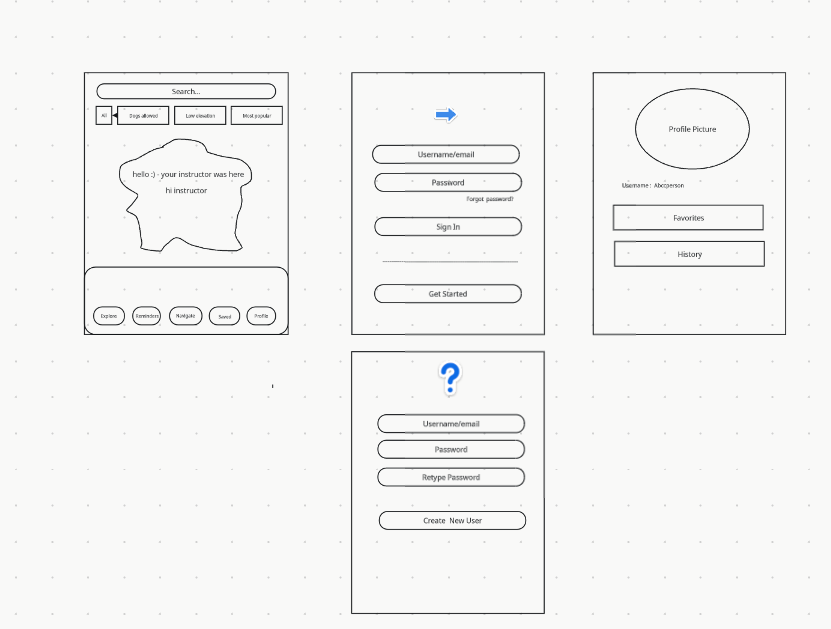 Search...
All
Dogs allowed
Low elevation
Most popular
hello :) - your instructor was here
hi instructor
Explore
Reminders
Navigate
Saved
Profile
Username/email
Password
Forgot password?
Sign In
Get Started
Profile Picture
Username : Abccperson
Favorites
History
?
Username/email
Password
Retype Password
Create New User